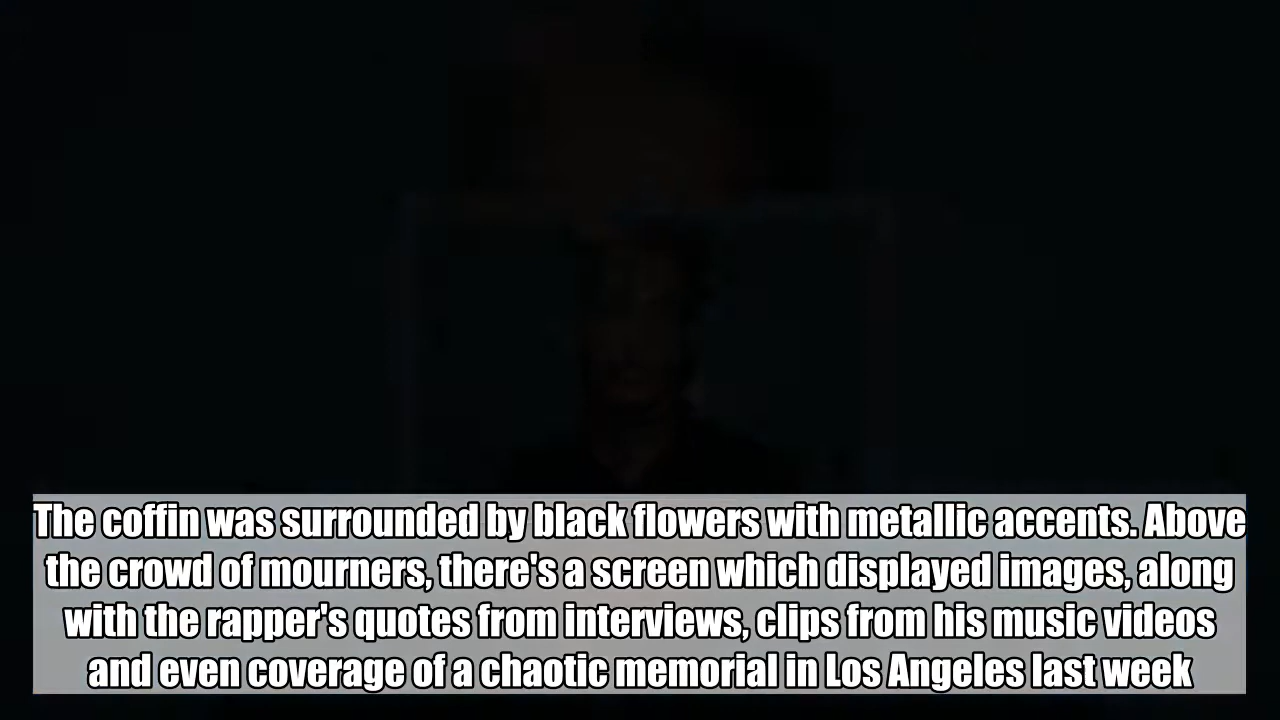 The coffin was surrounded by black flowers with metallic accents. Above
the crowd of mourners, there's a screen which displayed images, along
with the rapper's quotes from interviews, clips from his music videos
and even coverage of a chaotic memorial in Los Angeles last week